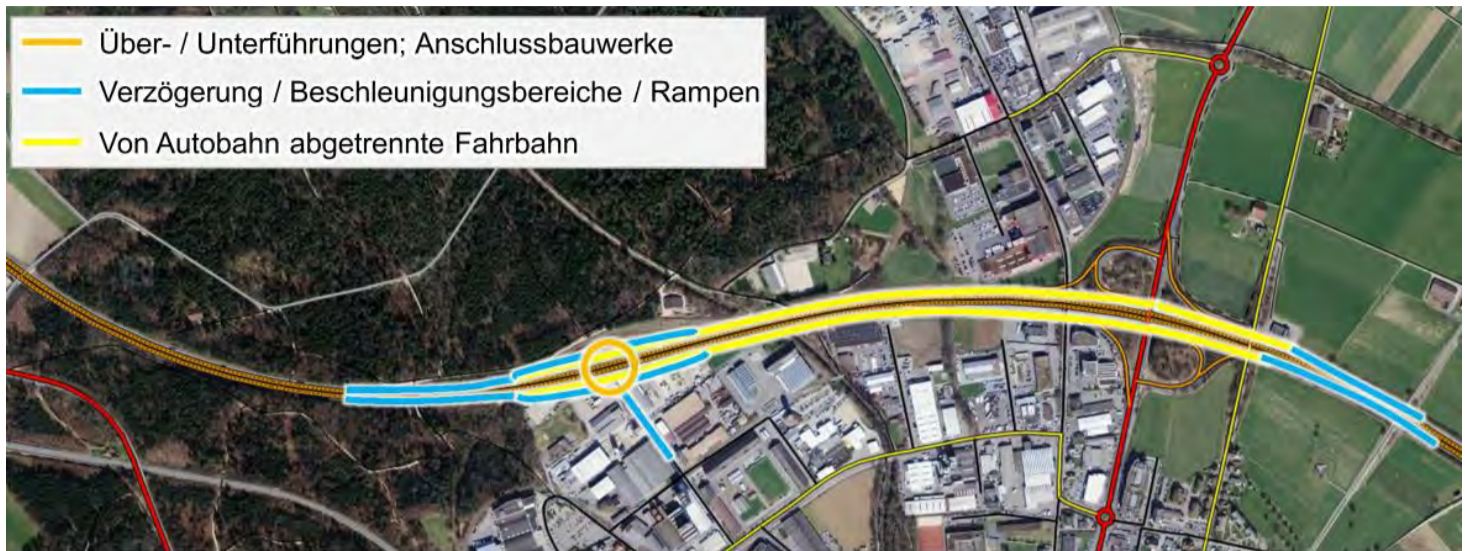 Über- / Unterführungen; Anschlussbauwerke
Verzögerung / Beschleunigungsbereiche / Rampen
Von Autobahn abgetrennte Fahrbahn